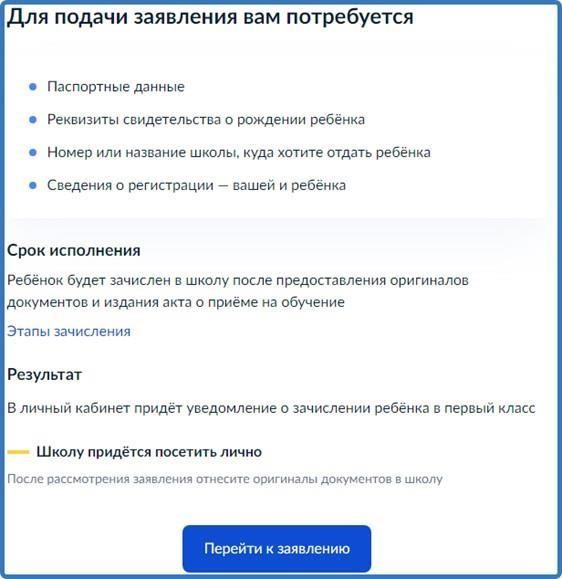 Для подачи заявления вам потребуется
Паспортные данные
Реквизиты свидетельства о рождении ребёнка
Номер или название школы, куда хотите отдать ребёнка
Сведения о регистрации — вашей и ребёнка
Срок исполнения
Ребёнок будет зачислен в школу после предоставления оригиналов
документов и издания акта о приёме на обучение
Этапы зачисления
Результат
В личный кабинет придёт уведомление о зачислении ребёнка в первый класс
Школу придётся посетить лично
После рассмотрения заявления отнесите оригиналы документов в школу
Перейти к заявлению